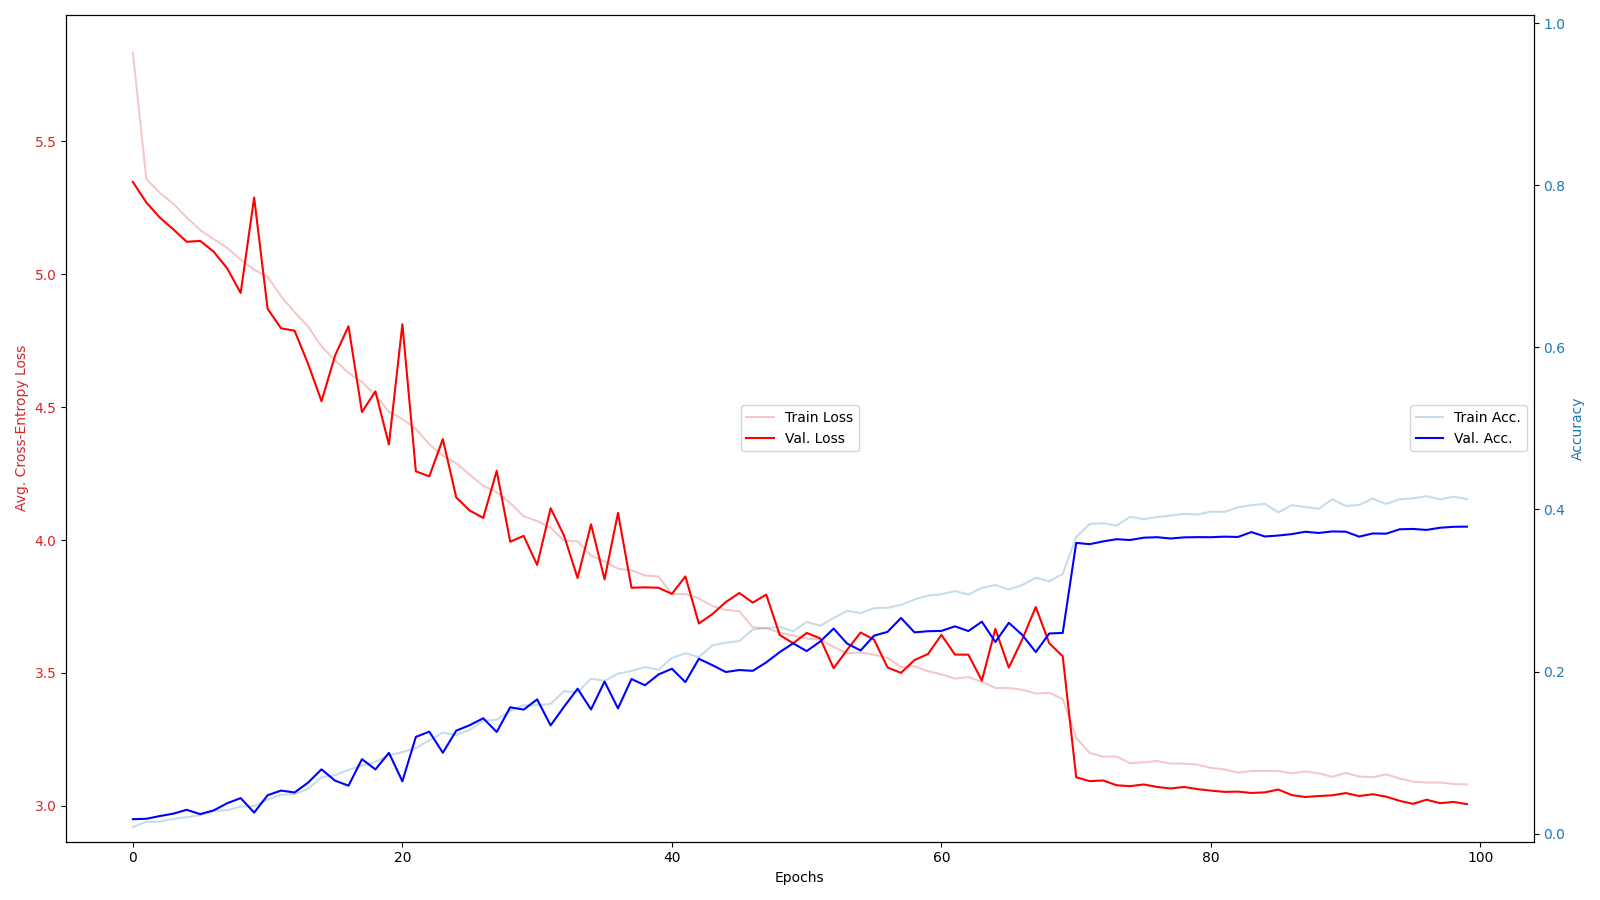 Avg. Cross-Entropy Loss
5.5
5.0
4.5
4.0
3.5
3.0
Train Loss
Val. Loss
Train Acc.
Val. Acc.
1.0
0.8
0.6
0.4
0.2
0.0
Accuracy
0
20
40
60
80
100
Epochs